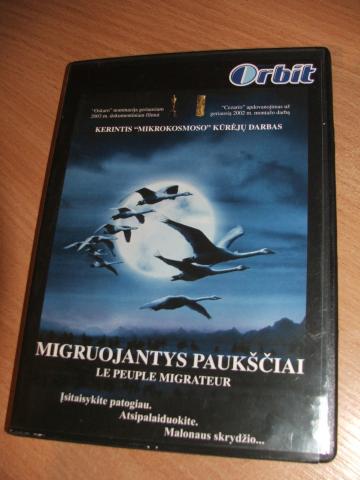 Orbit
"Oskaro" nominacija geriausiam
2003 m. dokumentiniam filmui
"Cezario" apdovanojimas už
geriausią 2002 m. montažo darbą
KERINTIS "MIKROKOSMOSO" KŪRĖJŲ DARBAS
MIGRUOJANTYS PAUKŠČIAI
LE PEUPLE MIGRATEUR
Įsitaisykite patogiau.
Atsipalaiduokite.
Malonaus skrydžio...